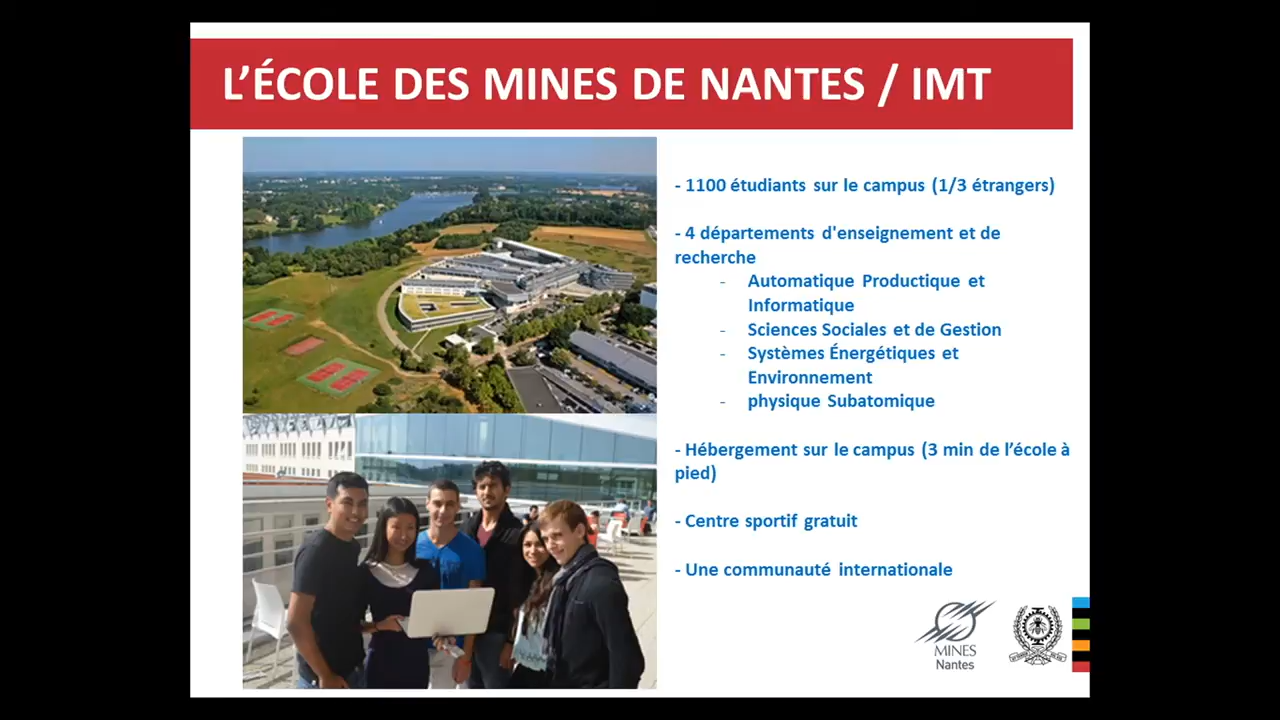 L'ÉCOLE DES MINES DE NANTES / IMT
- 1100 étudiants sur le campus (1/3 étrangers)
- 4 départements d'enseignement et de
recherche
- Automatique Productique et
Informatique
- Sciences Sociales et de Gestion
- Systèmes Énergétiques et
Environnement
- physique Subatomique
- Hébergement sur le campus (3 min de l'école à
pied)
- Centre sportif gratuit
- Une communauté internationale
MINES
Nantes